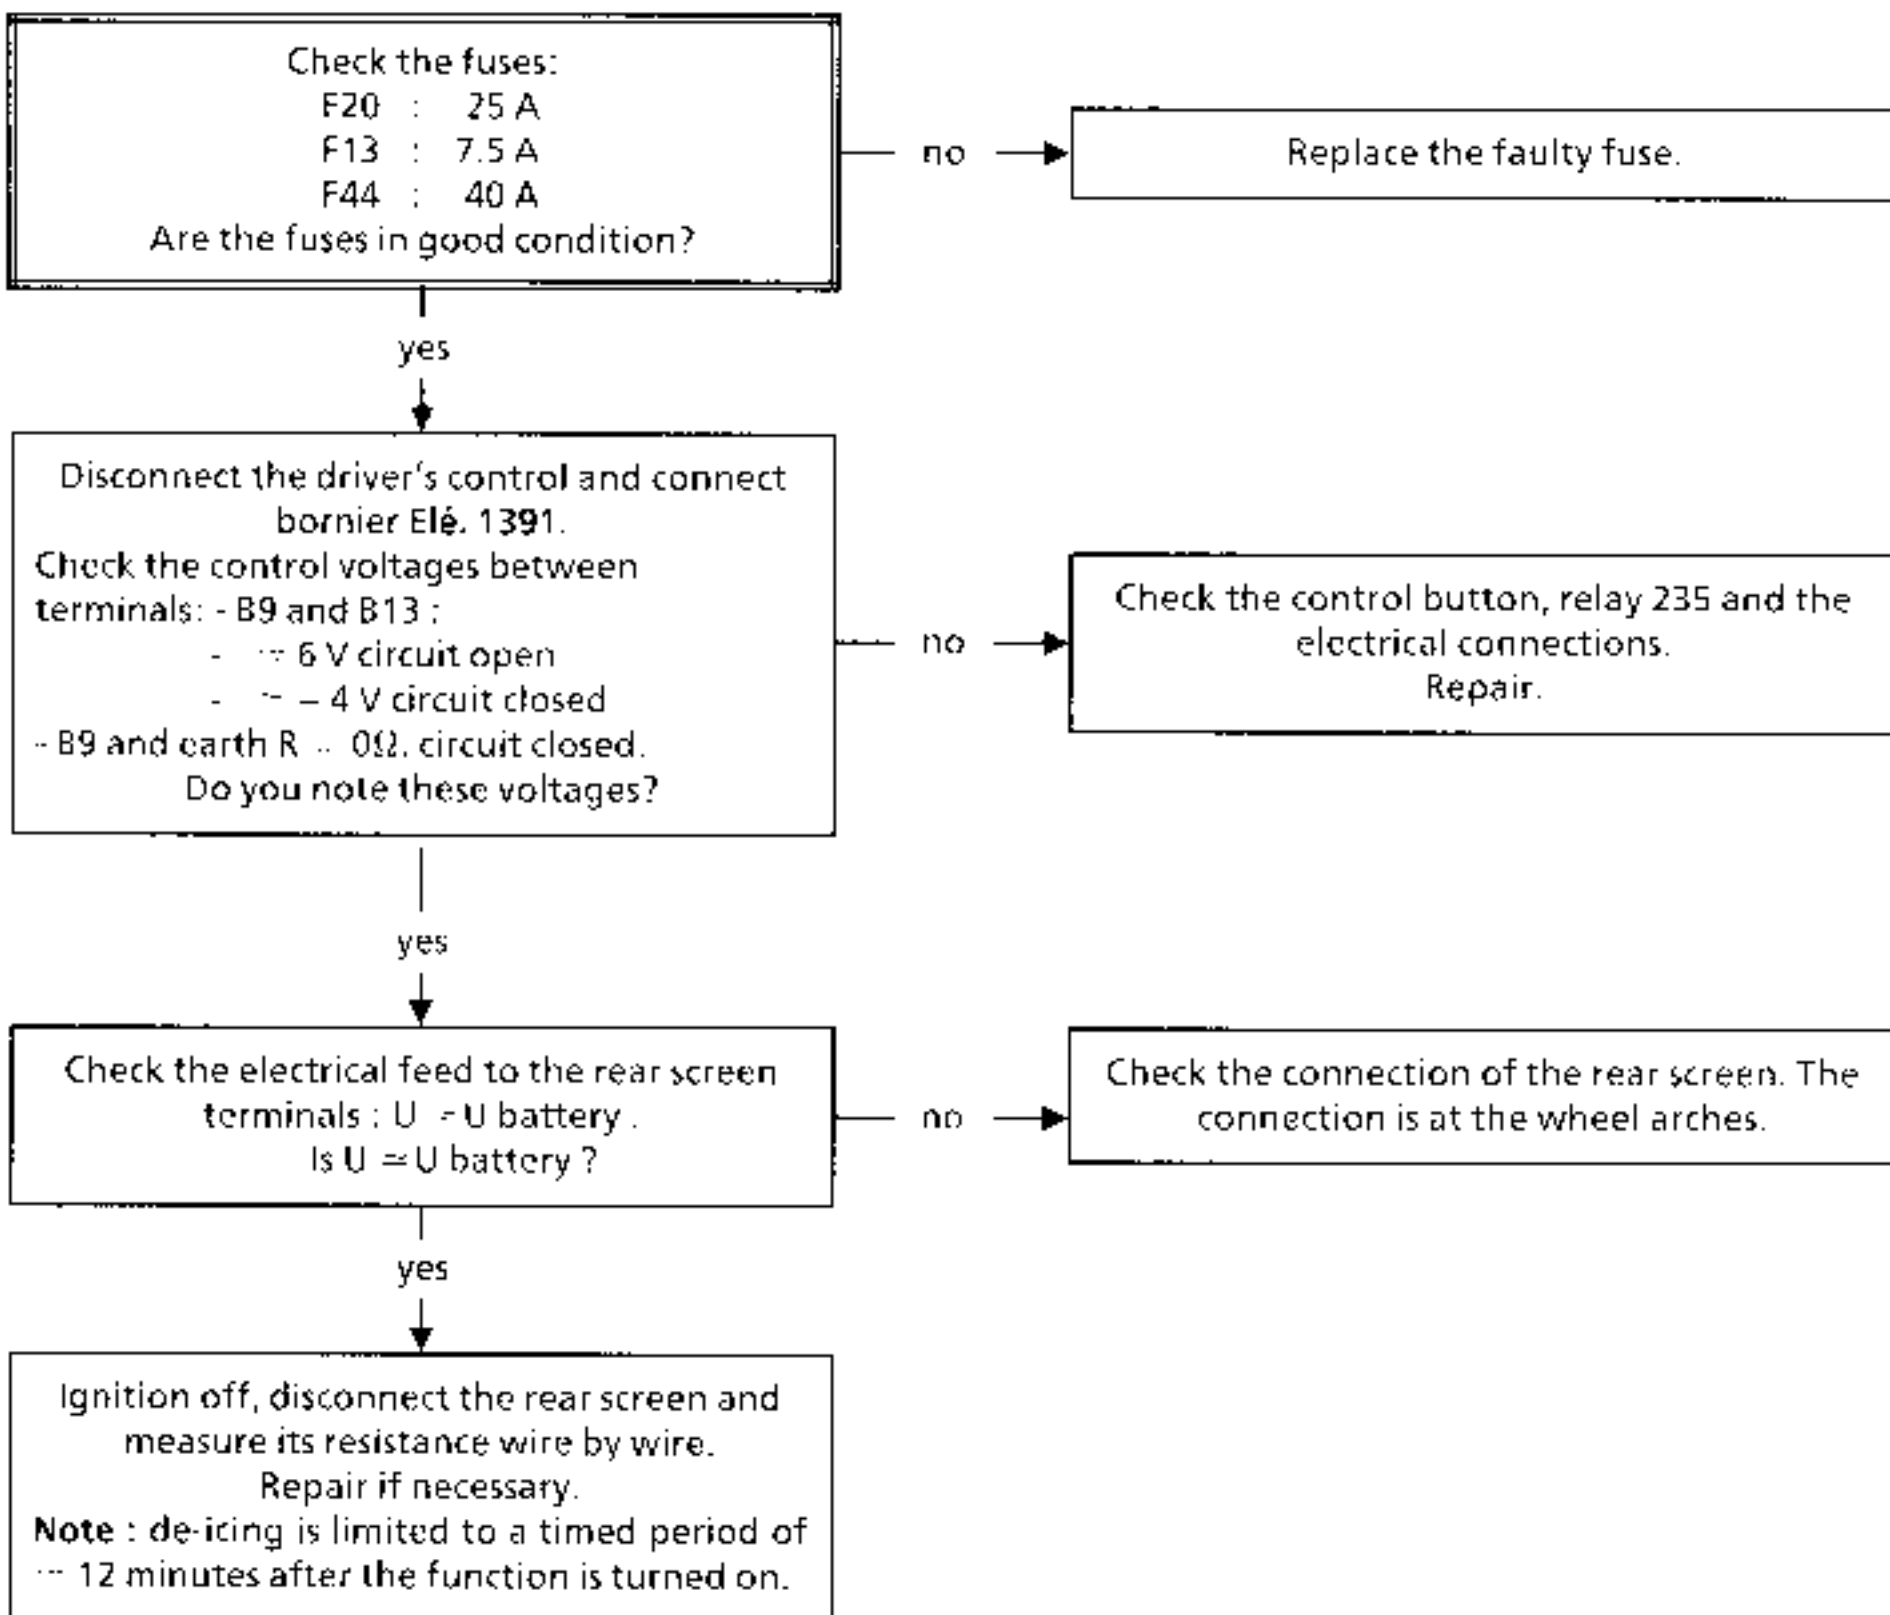 Check the fuses:
F20 : 25 A
F13 : 7.5 A
F44 : 40 A
Are the fuses in good condition?
no
Replace the faulty fuse.
yes
Disconnect the driver's control and connect
bornier Elé. 1391.
Check the control voltages between
terminals: - B9 and B13 :
- ≃ 6 V circuit open
- ≃ – 4 V circuit closed
- B9 and earth R = 0Ω. circuit closed.
Do you note these voltages?
no
Check the control button, relay 235 and the
electrical connections.
Repair.
yes
Check the electrical feed to the rear screen
terminals : U ≃ U battery .
Is U ≃ U battery ?
no
Check the connection of the rear screen. The
connection is at the wheel arches.
yes
Ignition off, disconnect the rear screen and
measure its resistance wire by wire.
Repair if necessary.
Note : de-icing is limited to a timed period of
≃ 12 minutes after the function is turned on.